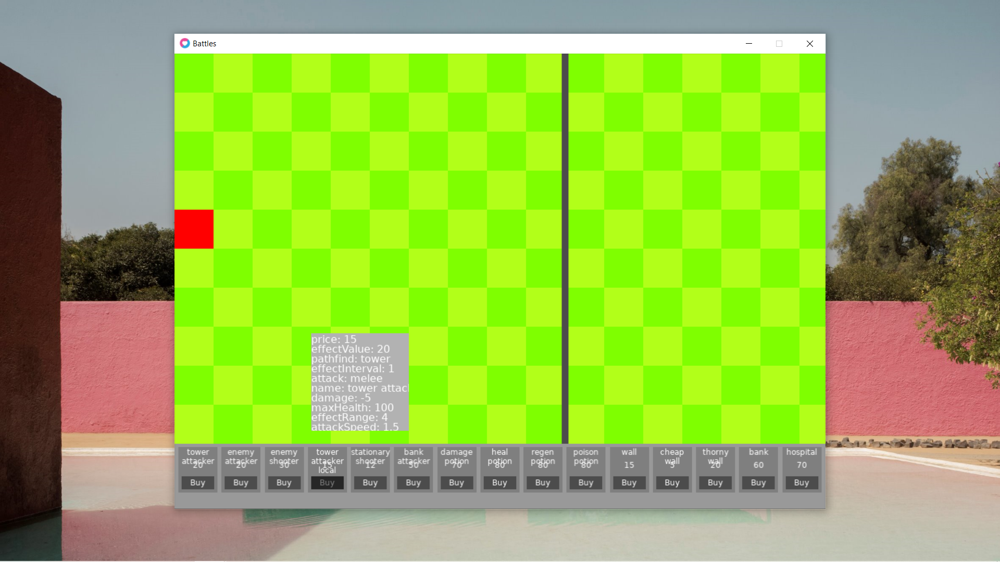 Battles
price: 15
effectValue: 20
pathfind: tower
effectInterval: 1
attack: melee
name: tower attac
damage: -5
maxHealth: 100
effectRange: 4
attackSpeed: 1.5
tower
attacker
20
Buy
enemy
attacker
20
Buy
enemy
shooter
30
Buy
tower
attacker
local
15
Buy
stationary
shooter
12
Buy
bank
attacker
50
Buy
damage
potion
70
Buy
heal
potion
80
Buy
regen
potion
80
Buy
poison
potion
80
Buy
wall
15
Buy
cheap
wall
5
Buy
thorny
wall
20
Buy
bank
60
Buy
hospital
70
Buy